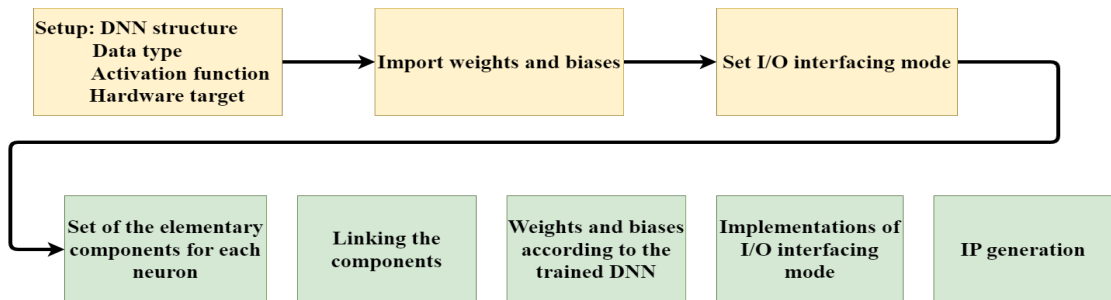 Setup: DNN structure
Data type
Activation function
Hardware target
Import weights and biases
Set I/O interfacing mode
Set of the elementary
components for each
neuron
Linking the
components
Weights and biases
according to the
trained DNN
Implementations of
I/O interfacing
mode
IP generation